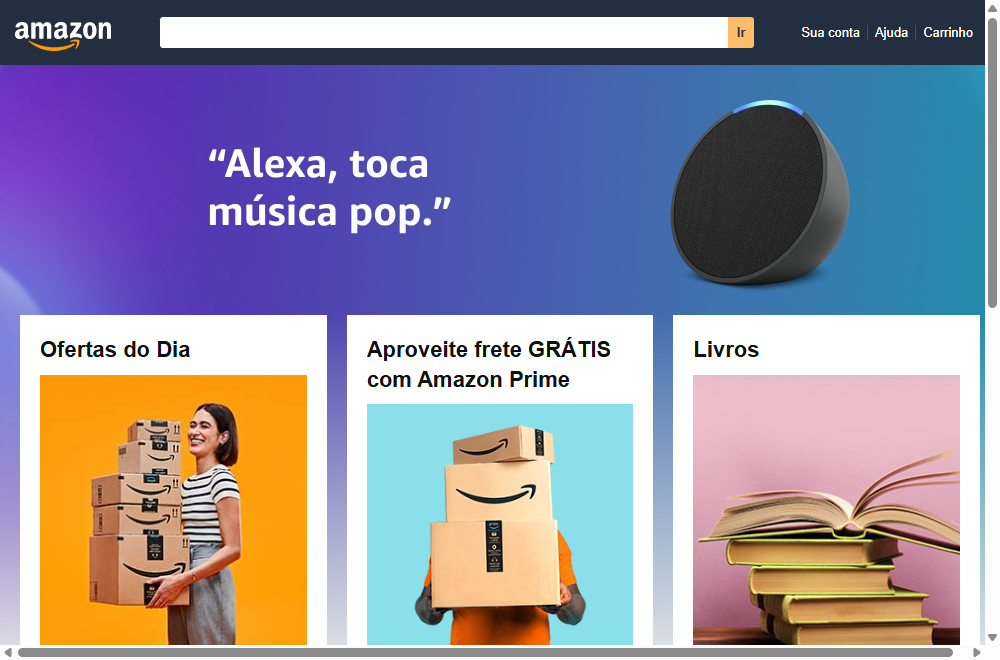 amazon
Ir
Sua conta
Ajuda
Carrinho
“Alexa, toca
música pop.”
Ofertas do Dia
Aproveite frete GRÁTIS
com Amazon Prime
Livros